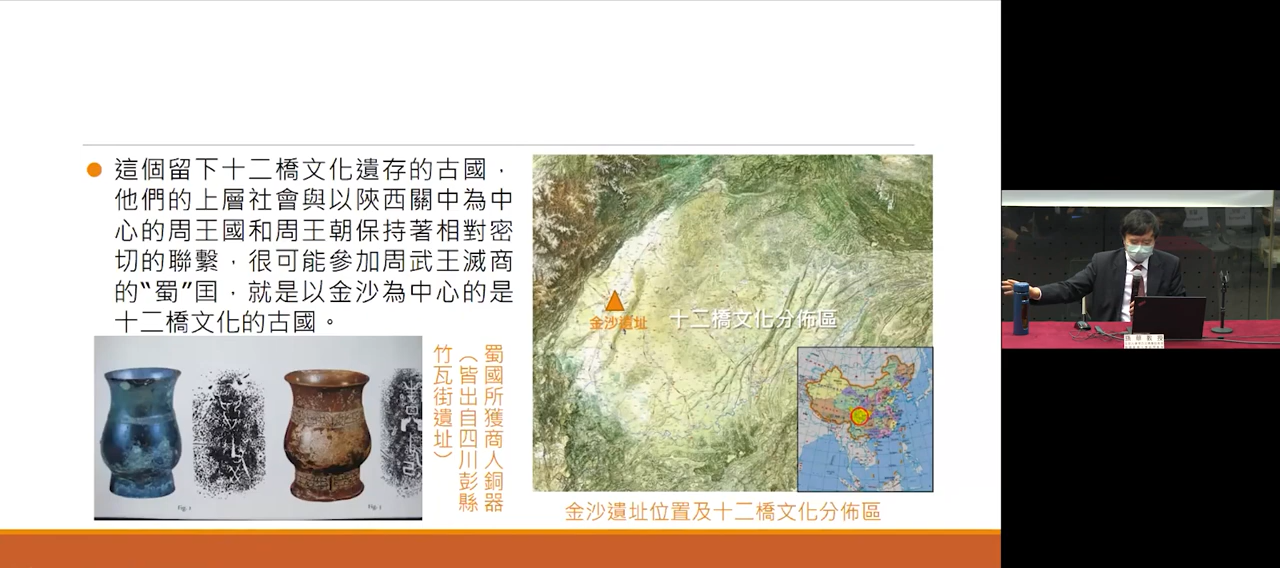 這個留下十二橋文化遺存的古國，
他們的上層社會與以陝西關中為中
心的周王國和周王朝保持著相對密
切的聯繫，很可能參加周武王滅商
的“蜀”囯，就是以金沙為中心的是
十二橋文化的古國。
蜀國所獲商人銅器
（皆出自四川彭縣
竹瓦街遺址）
Fig. 1
金沙遺址
十二橋文化分佈區
金沙遺址位置及十二橋文化分佈區